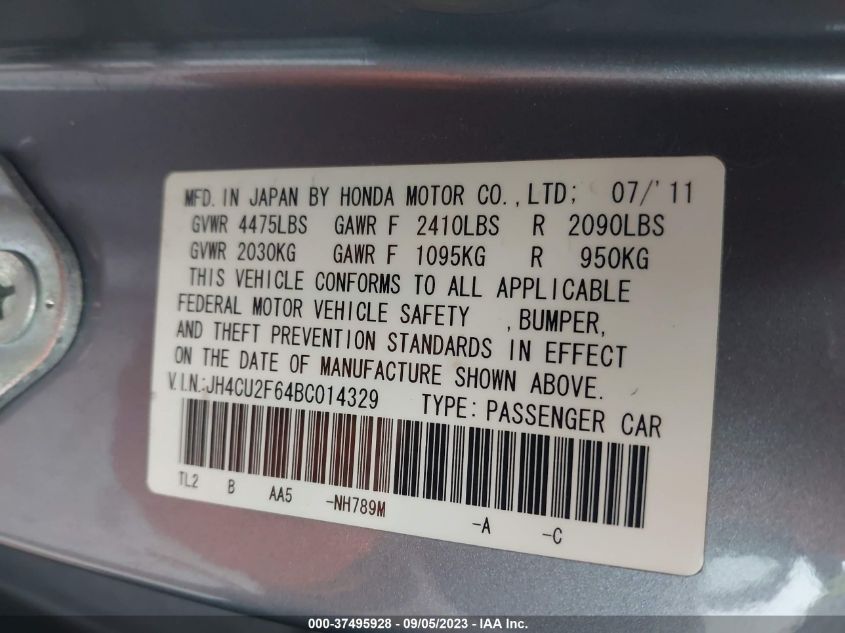 MFD. IN JAPAN BY HONDA MOTOR CO., LTD; 07/'11
GVWR 4475LBS GAWR F 2410LBS R 2090LBS
GVWR 2030KG GAWR F 1095KG R 950KG
THIS VEHICLE CONFORMS TO ALL APPLICABLE
FEDERAL MOTOR VEHICLE SAFETY , BUMPER,
AND THEFT PREVENTION STANDARDS IN EFFECT
ON THE DATE OF MANUFACTURE SHOWN ABOVE.
V.I.N.:JH4CU2F64BC014329 TYPE: PASSENGER CAR
TL2 B AA5 -NH789M -A -C
000-37495928 - 09/05/2023 - IAA Inc.